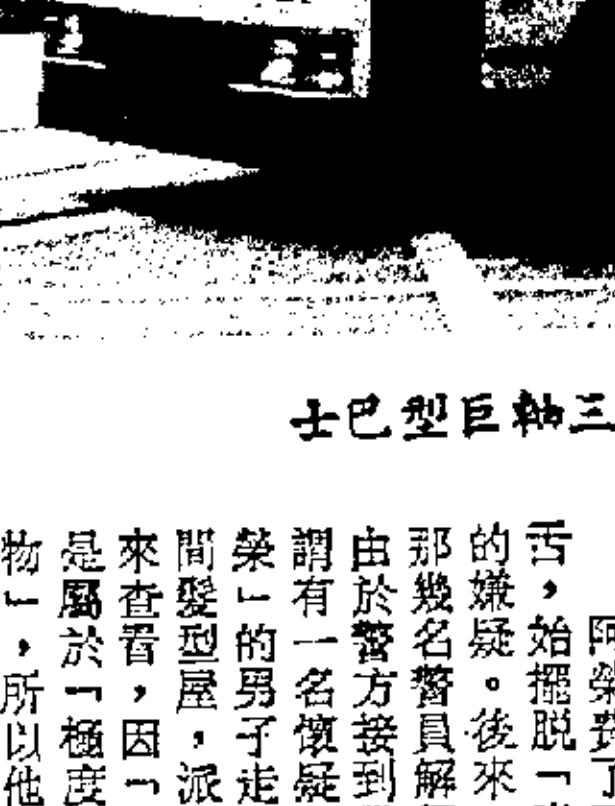 三軸巨型巴士
阿榮費了
舌，始擺脫「
的嫌疑。後來
那幾名警員解
由於警方接到
謂有一名懷疑
榮」的男子走
間髮型屋，派
來查看，因「
是屬於「極度
物」，所以他